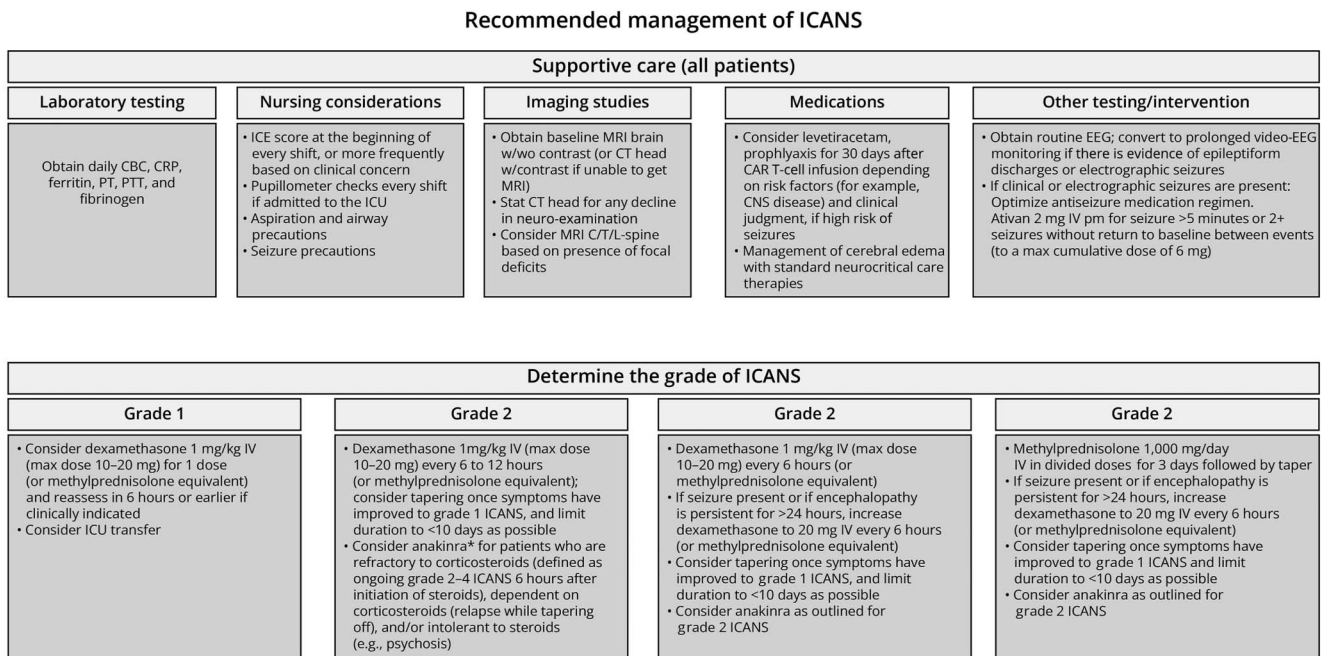 Recommended management of ICANS
Supportive care (all patients)
Laboratory testing
Obtain daily CBC, CRP,
ferritin, PT, PTT, and
fibrinogen
Nursing considerations
• ICE score at the beginning of
every shift, or more frequently
based on clinical concern
• Pupillometer checks every shift
if admitted to the ICU
• Aspiration and airway
precautions
• Seizure precautions
Imaging studies
• Obtain baseline MRI brain
w/wo contrast (or CT head
w/contrast if unable to get
MRI)
• Stat CT head for any decline
in neuro-examination
• Consider MRI C/T/L-spine
based on presence of focal
deficits
Medications
• Consider levetiracetam,
prophlyaxis for 30 days after
CAR T-cell infusion depending
on risk factors (for example,
CNS disease) and clinical
judgment, if high risk of
seizures
• Management of cerebral edema
with standard neurocritical care
therapies
Other testing/intervention
• Obtain routine EEG; convert to prolonged video-EEG
monitoring if there is evidence of epileptiform
discharges or electrographic seizures
• If clinical or electrographic seizures are present:
Optimize antiseizure medication regimen.
Ativan 2 mg IV pm for seizure >5 minutes or 2+
seizures without return to baseline between events
(to a max cumulative dose of 6 mg)
Determine the grade of ICANS
Grade 1
• Consider dexamethasone 1 mg/kg IV
(max dose 10–20 mg) for 1 dose
(or methylprednisolone equivalent)
and reassess in 6 hours or earlier if
clinically indicated
• Consider ICU transfer
Grade 2
• Dexamethasone 1mg/kg IV (max dose
10–20 mg) every 6 to 12 hours
(or methylprednisolone equivalent);
consider tapering once symptoms have
improved to grade 1 ICANS, and limit
duration to <10 days as possible
• Consider anakinra* for patients who are
refractory to corticosteroids (defined as
ongoing grade 2–4 ICANS 6 hours after
initiation of steroids), dependent on
corticosteroids (relapse while tapering
off), and/or intolerant to steroids
(e.g., psychosis)
Grade 2
• Dexamethasone 1 mg/kg IV (max dose
10–20 mg) every 6 hours (or
methylprednisolone equivalent)
• If seizure present or if encephalopathy
is persistent for >24 hours, increase
dexamethasone to 20 mg IV every 6 hours
(or methylprednisolone equivalent)
• Consider tapering once symptoms have
improved to grade 1 ICANS, and limit
duration to <10 days as possible
• Consider anakinra as outlined for
grade 2 ICANS
Grade 2
• Methylprednisolone 1,000 mg/day
IV in divided doses for 3 days followed by taper
• If seizure present or if encephalopathy is
persistent for >24 hours, increase
dexamethasone to 20 mg IV every 6 hours
(or methylprednisolone equivalent)
• Consider tapering once symptoms have
improved to grade 1 ICANS and limit
duration to <10 days as possible
• Consider anakinra as outlined for
grade 2 ICANS